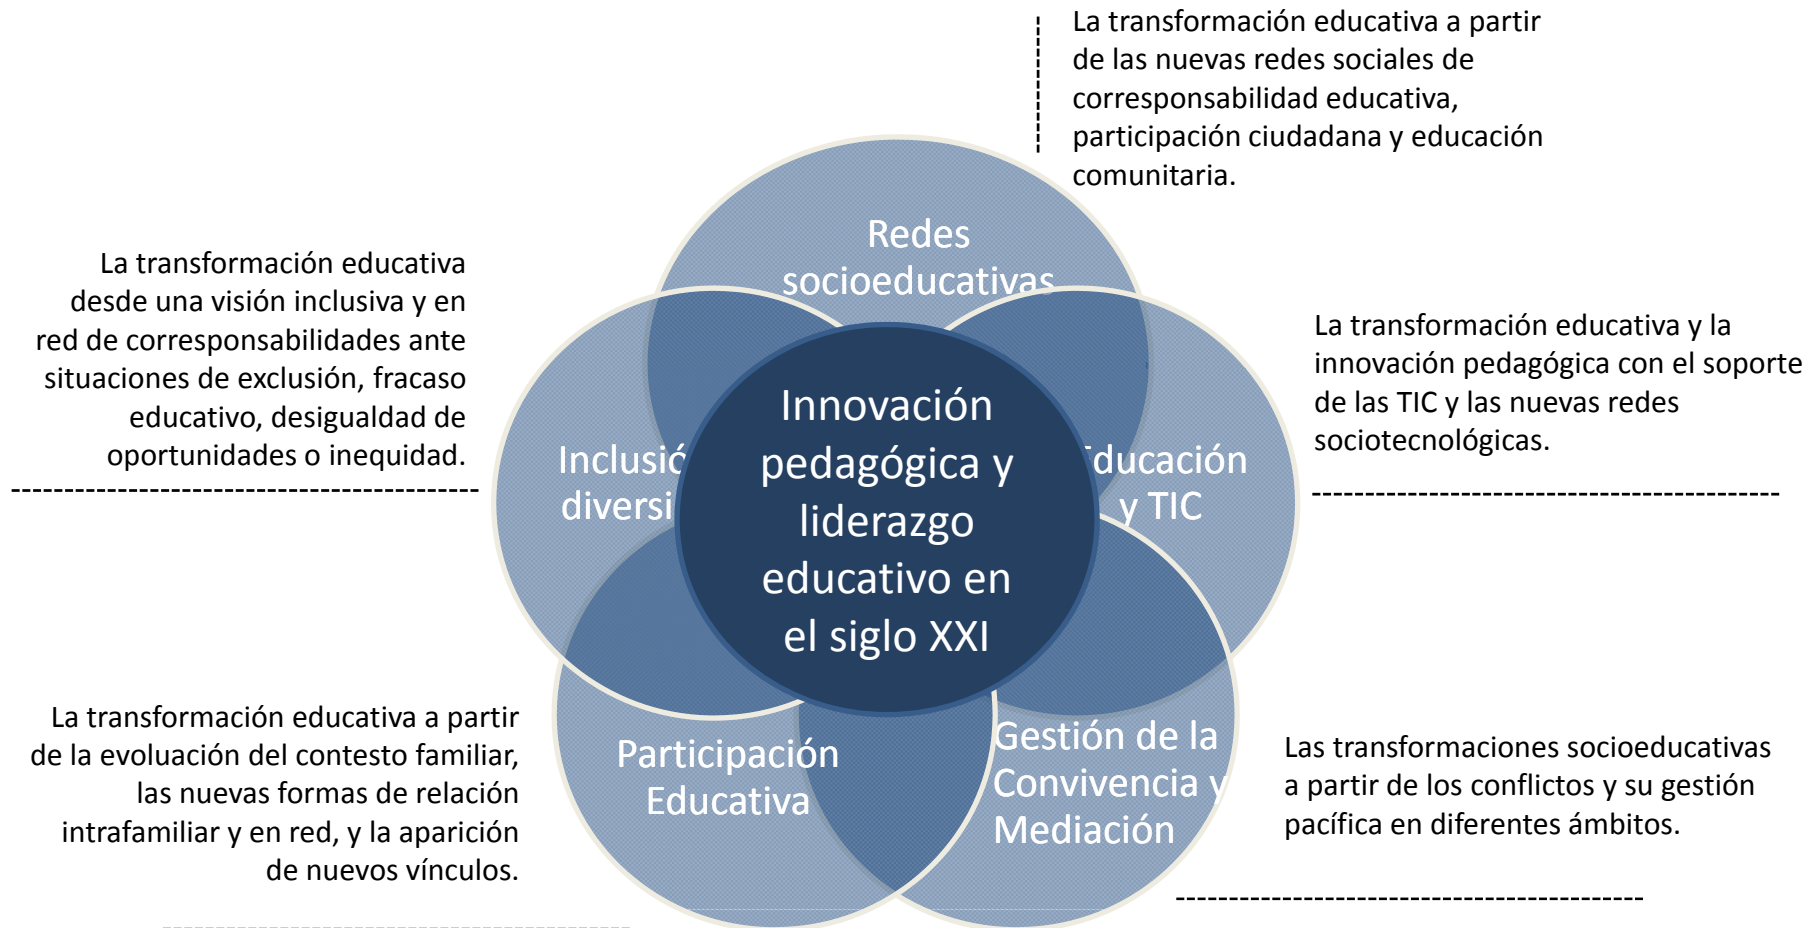 La transformación educativa a partir
de las nuevas redes sociales de
corresponsabilidad educativa,
participación ciudadana y educación
comunitaria.
Redes
socioeducativas
La transformación educativa
desde una visión inclusiva y en
red de corresponsabilidades ante
situaciones de exclusión, fracaso
educativo, desigualdad de
oportunidades o inequidad.
La transformación educativa y la
innovación pedagógica con el soporte
de las TIC y las nuevas redes
sociotecnológicas.
Innovación
pedagógica y
liderazgo
educativo en
el siglo XXI
Inclusió
diversi
Educación
y TIC
La transformación educativa a partir
de la evoluación del contesto familiar,
las nuevas formas de relación
intrafamiliar y en red, y la aparición
de nuevos vínculos.
Participación
Educativa
Gestión de la
Convivencia y
Mediación
Las transformaciones socioeducativas
a partir de los conflictos y su gestión
pacífica en diferentes ámbitos.